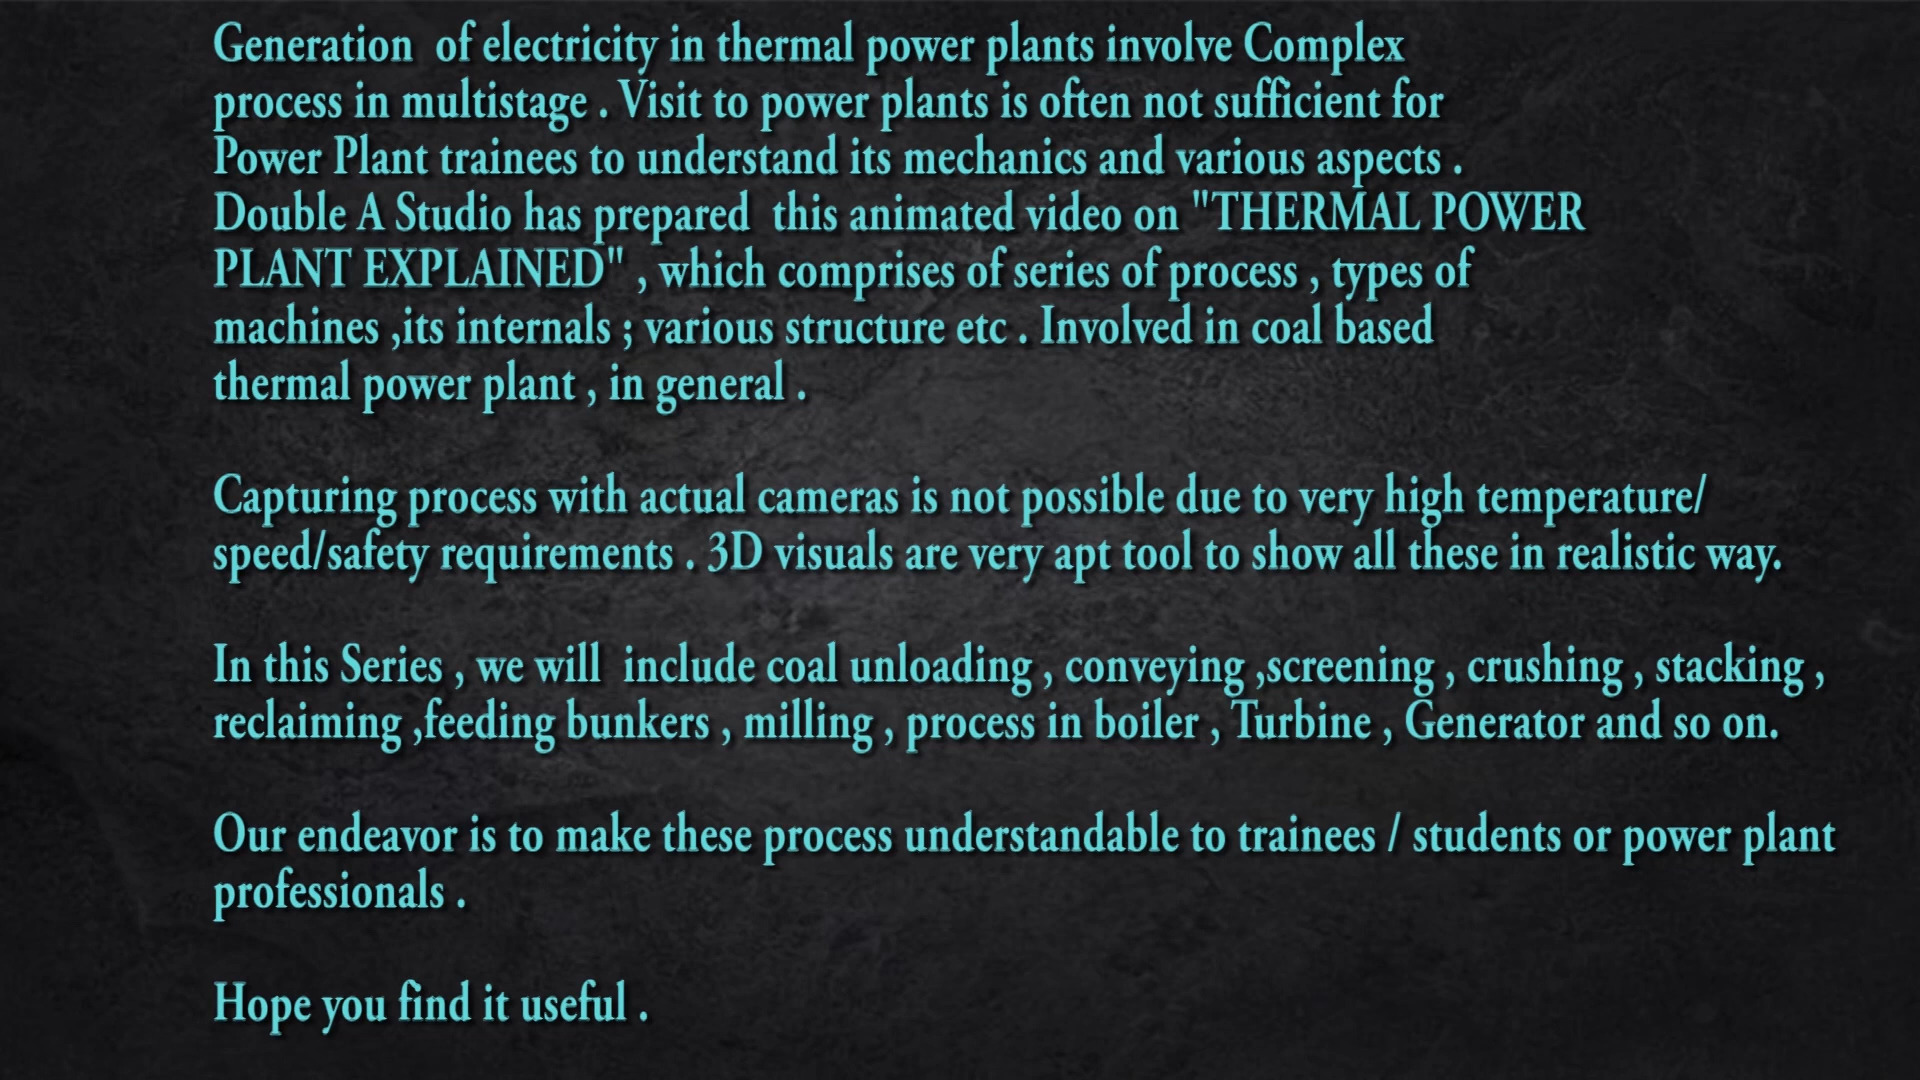 Generation  of electricity in thermal power plants involve Complex
process in multistage . Visit to power plants is often not sufficient for
Power Plant trainees to understand its mechanics and various aspects .
Double A Studio has prepared  this animated video on "THERMAL POWER
PLANT EXPLAINED" , which comprises of series of process , types of
machines ,its internals ; various structure etc . Involved in coal based
thermal power plant , in general .
Capturing process with actual cameras is not possible due to very high temperature/
speed/safety requirements . 3D visuals are very apt tool to show all these in realistic way.
In this Series , we will  include coal unloading , conveying ,screening , crushing , stacking ,
reclaiming ,feeding bunkers , milling , process in boiler , Turbine , Generator and so on.
Our endeavor is to make these process understandable to trainees / students or power plant
professionals .
Hope you find it useful .